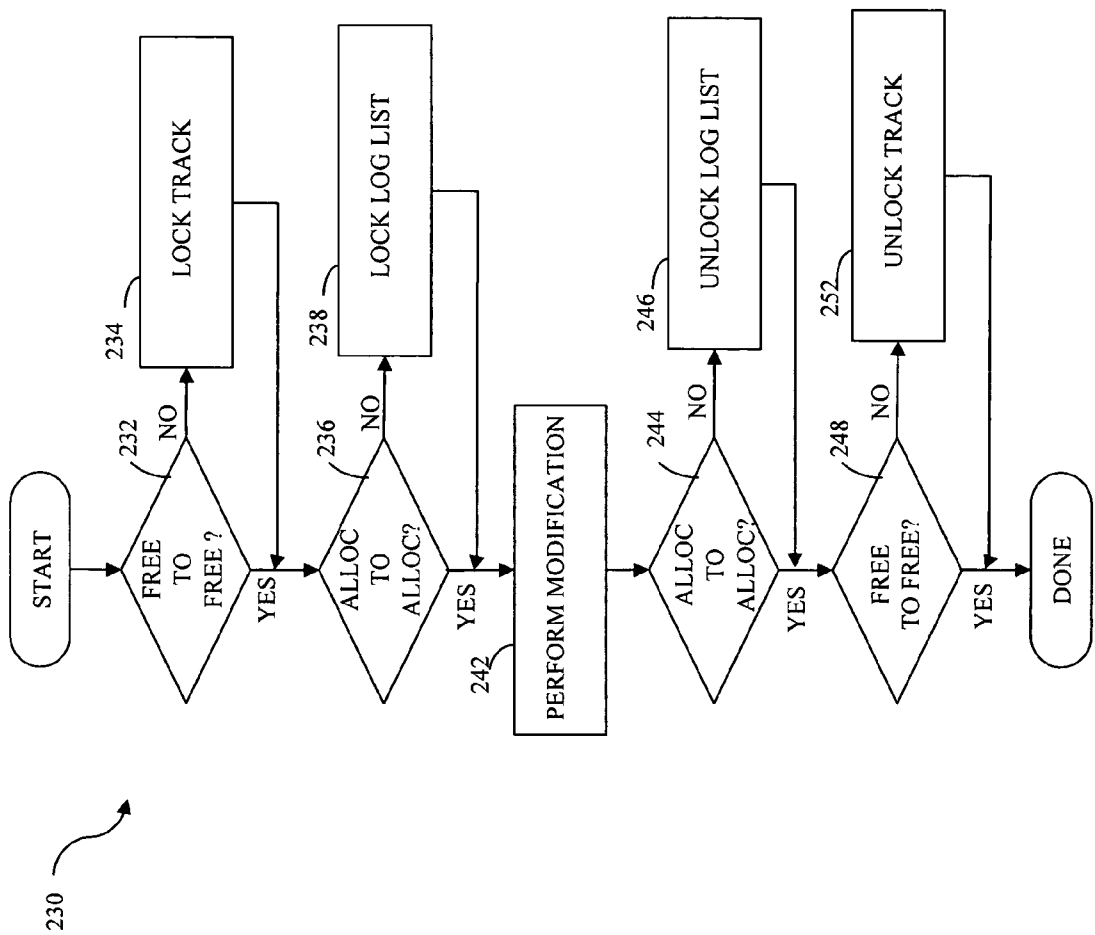 230
START
232
FREE
TO
FREE ?
NO
YES
234
LOCK TRACK
236
ALLOC
TO
ALLOC?
NO
YES
238
LOCK LOG LIST
242
PERFORM MODIFICATION
244
ALLOC
TO
ALLOC?
NO
YES
246
UNLOCK LOG LIST
248
FREE
TO FREE?
NO
YES
252
UNLOCK TRACK
DONE